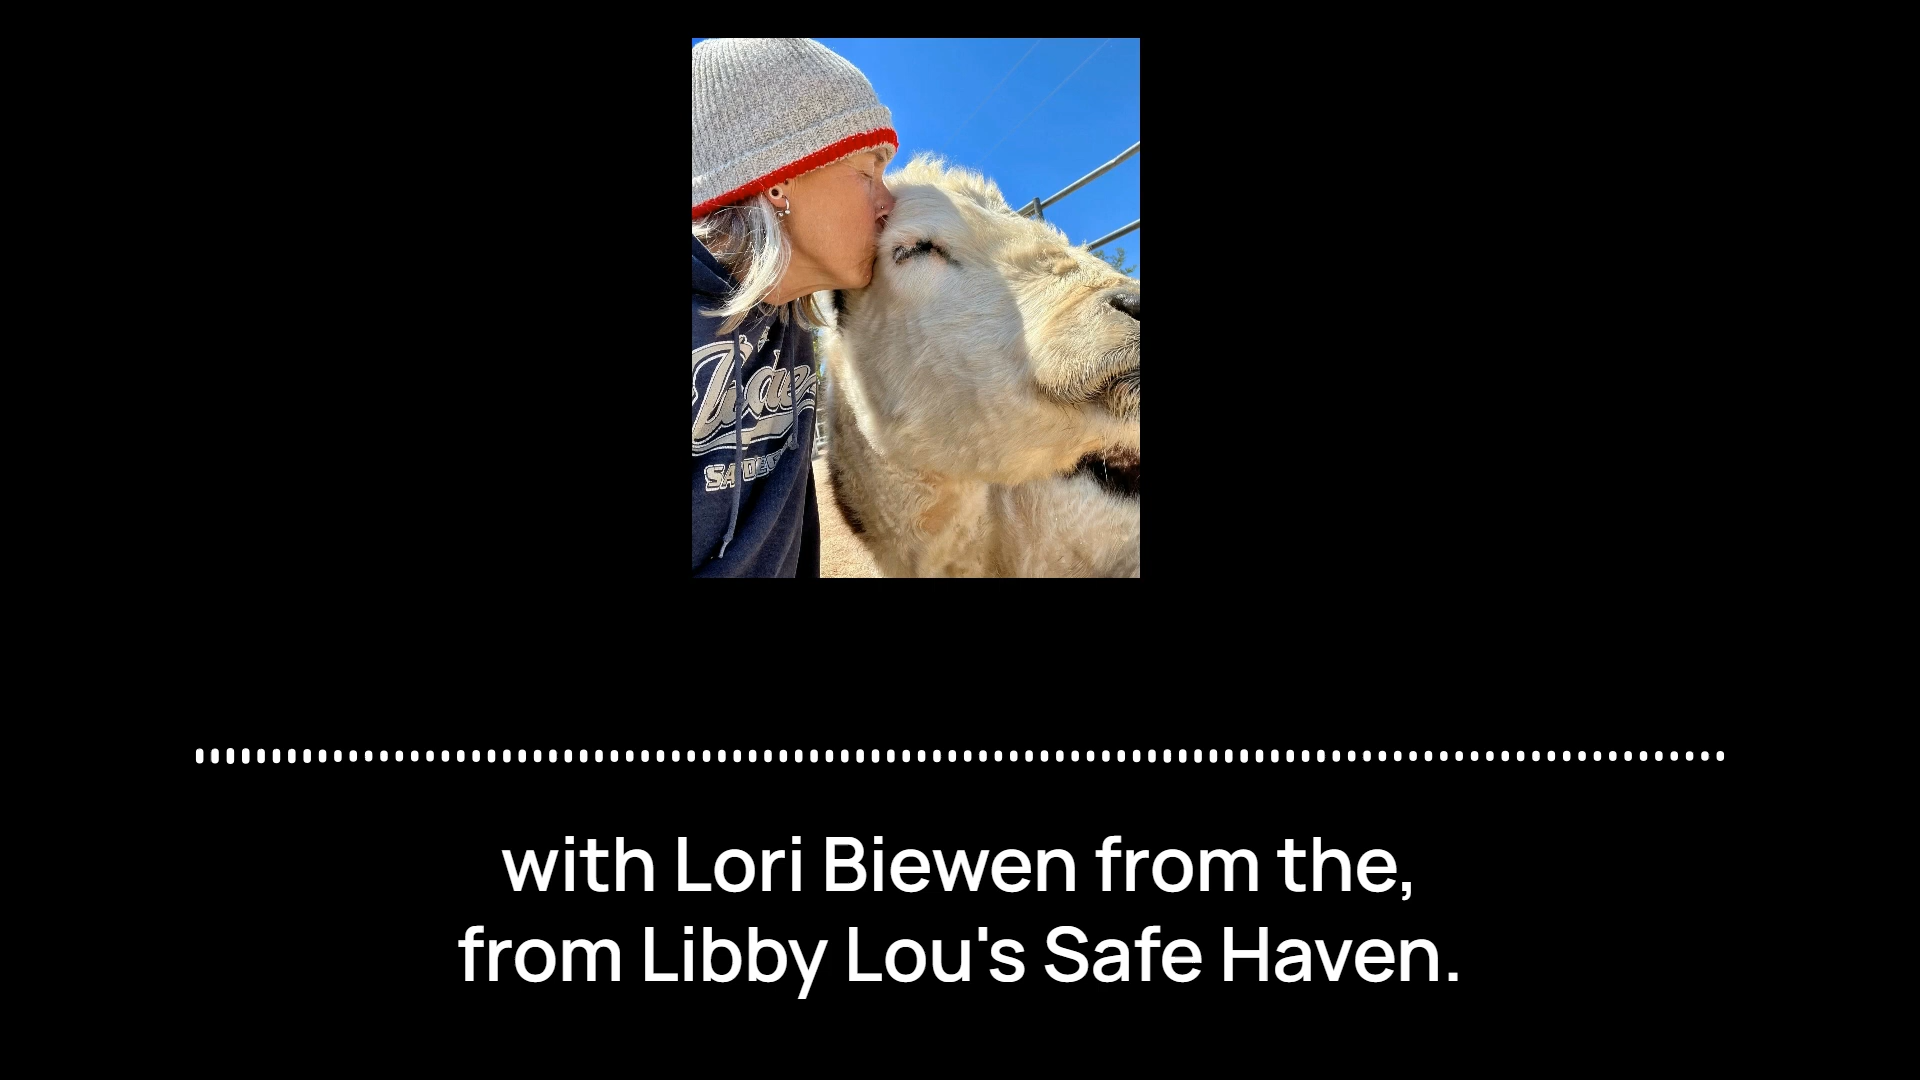 with Lori Biewen from the,
from Libby Lou's Safe Haven.